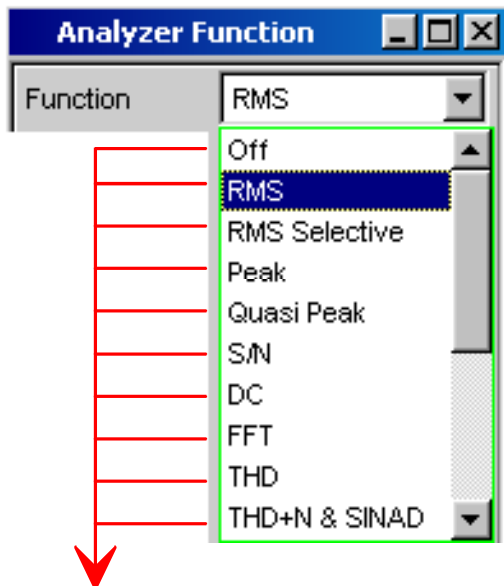 Analyzer Function
Function RMS
Off
RMS
RMS Selective
Peak
Quasi Peak
S/N
DC
FFT
THD
THD+N & SINAD